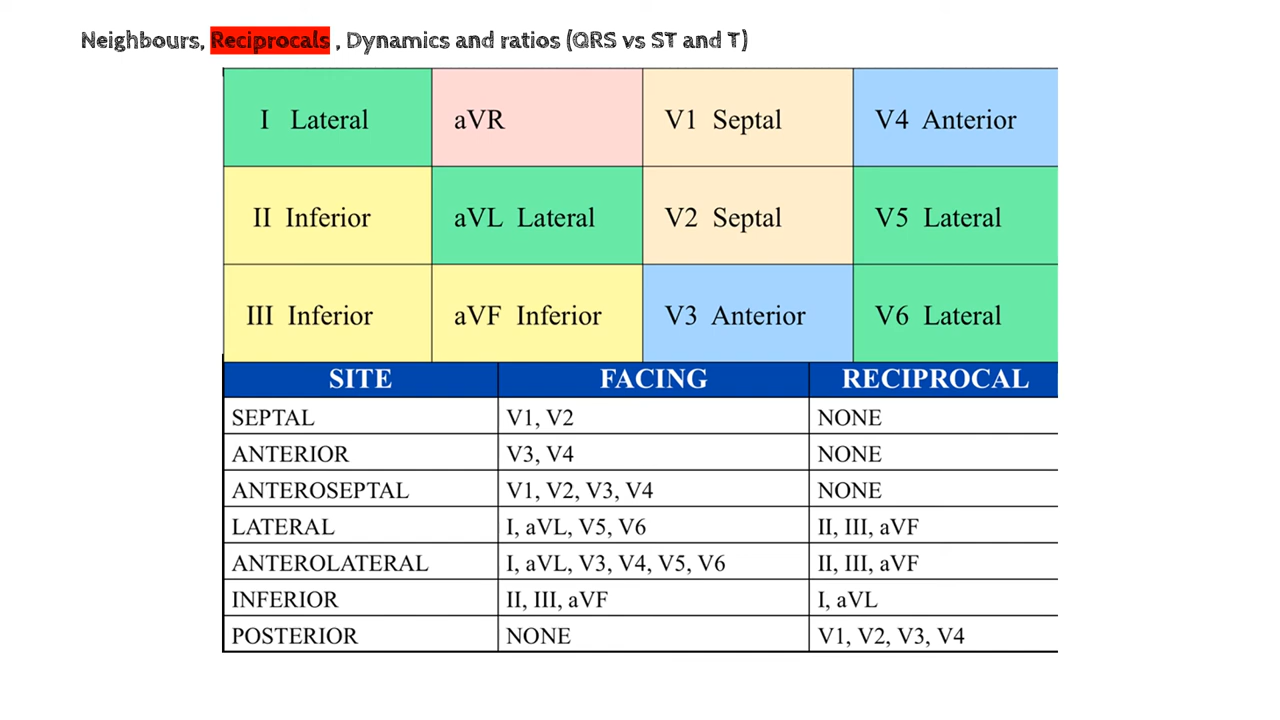 Neighbours, Reciprocals , Dynamics and ratios (QRS vs ST and T)
I Lateral aVR V1 Septal V4 Anterior
II Inferior aVL Lateral V2 Septal V5 Lateral
III Inferior aVF Inferior V3 Anterior V6 Lateral
SITE FACING RECIPROCAL
SEPTAL V1, V2 NONE
ANTERIOR V3, V4 NONE
ANTEROSEPTAL V1, V2, V3, V4 NONE
LATERAL I, aVL, V5, V6 II, III, aVF
ANTEROLATERAL I, aVL, V3, V4, V5, V6 II, III, aVF
INFERIOR II, III, aVF I, aVL
POSTERIOR NONE V1, V2, V3, V4